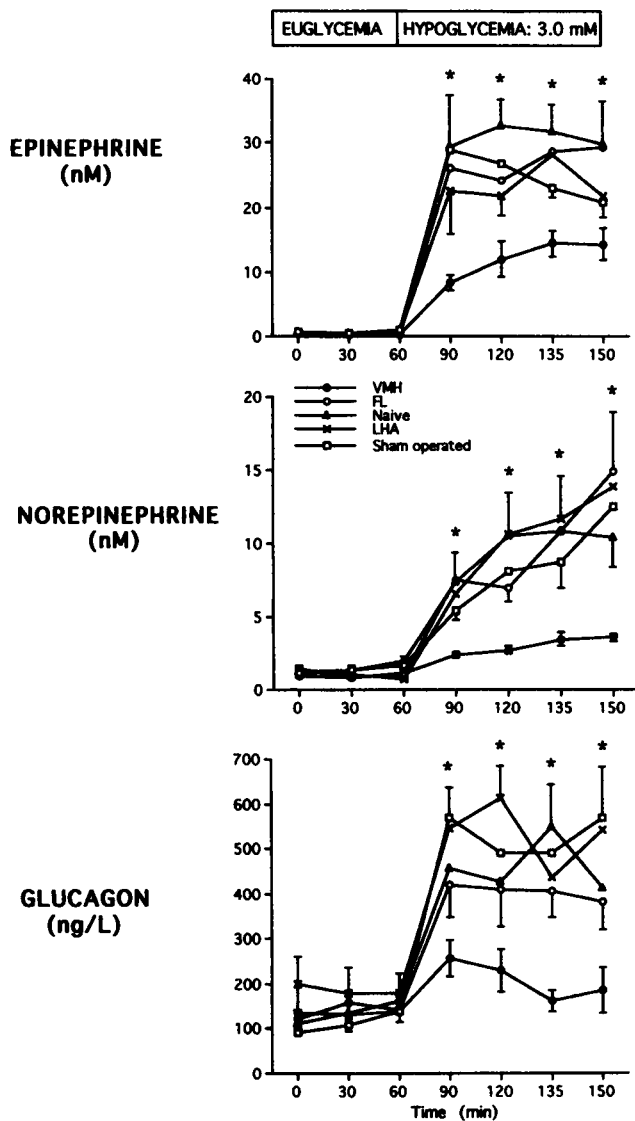 EUGLYCEMIA HYPOGLYCEMIA: 3.0 mM
* * * *
40
30
20
10
0
EPINEPHRINE
(nM)
0 30 60 90 120 135 150
VMH
FL
Naive
LHA
Sham operated
* * * *
20
15
10
5
0
NOREPINEPHRINE
(nM)
0 30 60 90 120 135 150
* * * *
700
600
500
400
300
200
100
0
GLUCAGON
(ng/L)
0 30 60 90 120 135 150
Time (min)